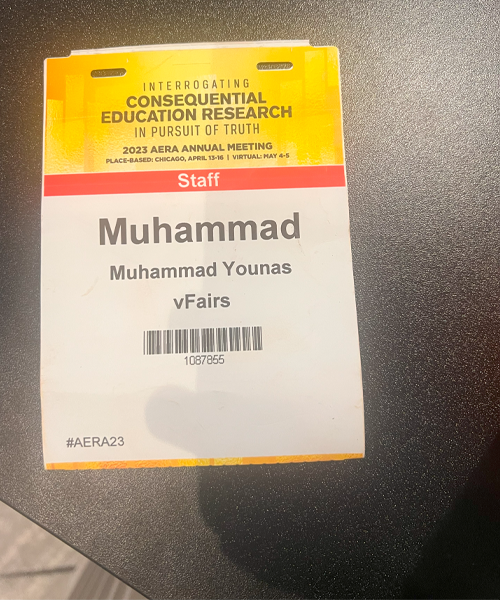 INTERROGATING
CONSEQUENTIAL
EDUCATION RESEARCH
IN PURSUIT OF TRUTH
2023 AERA ANNUAL MEETING
PLACE-BASED: CHICAGO, APRIL 13-16 | VIRTUAL: MAY 4-5
Staff
Muhammad
Muhammad Younas
vFairs
1087855
#AERA23